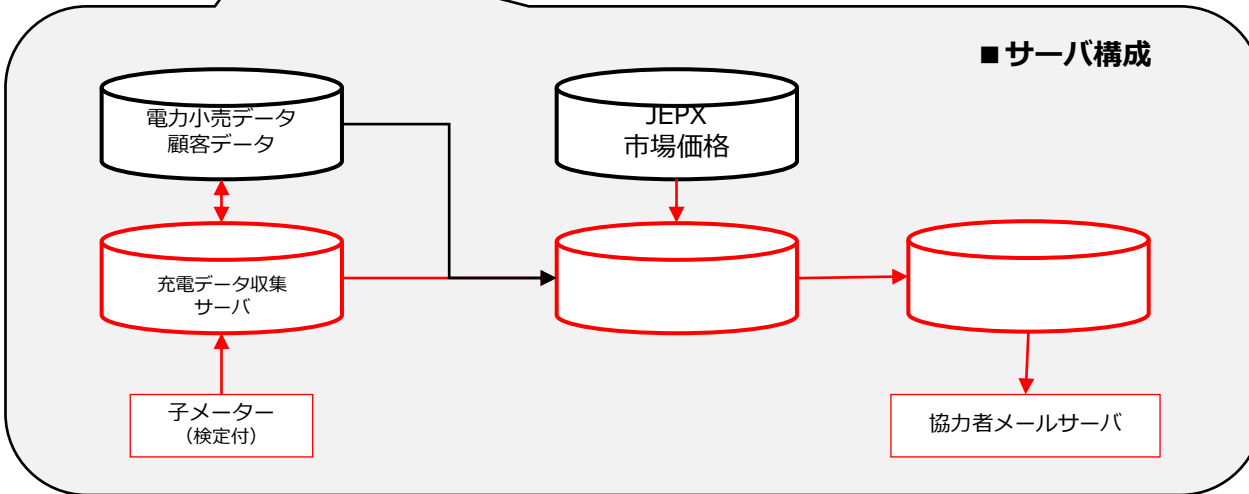 ■サーバ構成
電力小売データ
顧客データ
JEPX
市場価格
充電データ収集
サーバ
子メーター
（検定付）
協力者メールサーバ